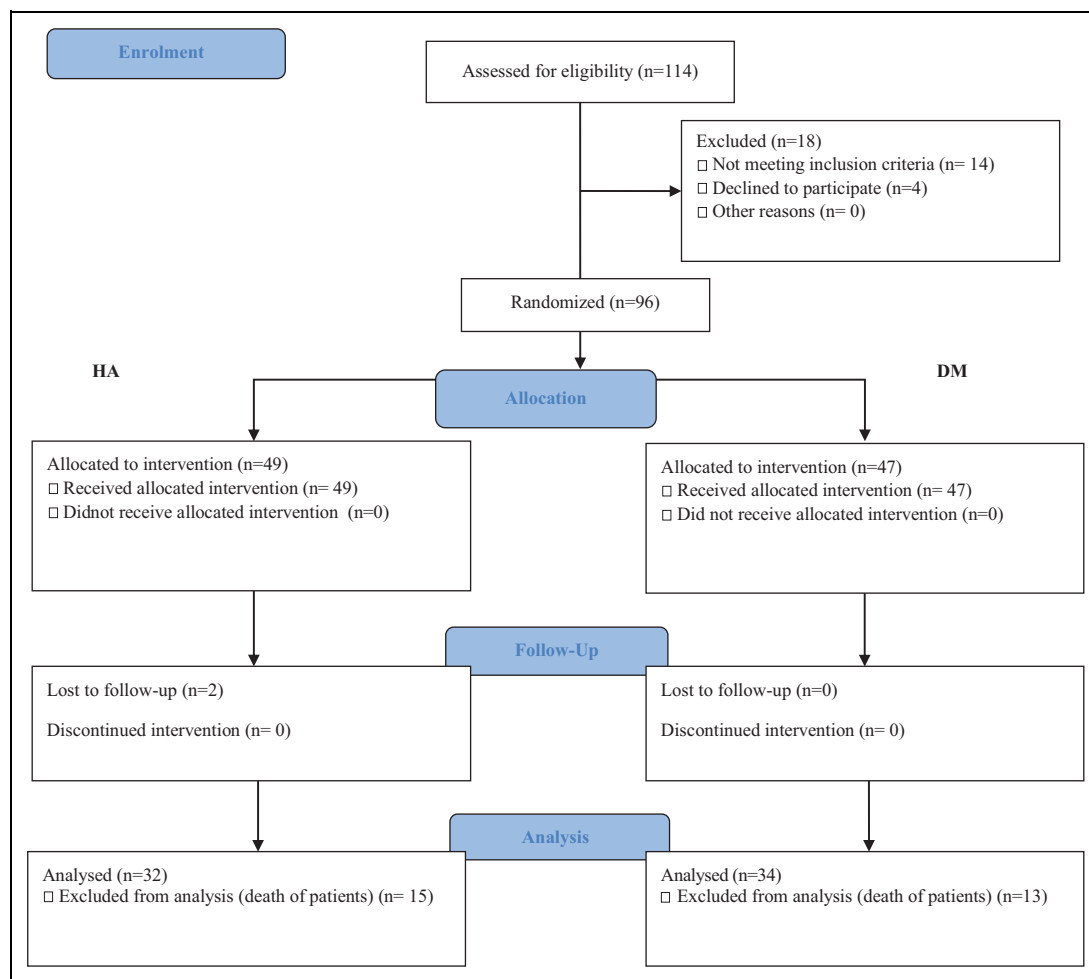 Enrolment
Assessed for eligibility (n=114)
Excluded (n=18)
□ Not meeting inclusion criteria (n= 14)
□ Declined to participate (n=4)
□ Other reasons (n= 0)
Randomized (n=96)
HA
DM
Allocation
Allocated to intervention (n=49)
□ Received allocated intervention (n= 49)
□ Didnot receive allocated intervention (n=0)
Allocated to intervention (n=47)
□ Received allocated intervention (n= 47)
□ Did not receive allocated intervention (n=0)
Follow-Up
Lost to follow-up (n=2)
Discontinued intervention (n= 0)
Lost to follow-up (n=0)
Discontinued intervention (n= 0)
Analysis
Analysed (n=32)
□ Excluded from analysis (death of patients) (n= 15)
Analysed (n=34)
□ Excluded from analysis (death of patients) (n=13)